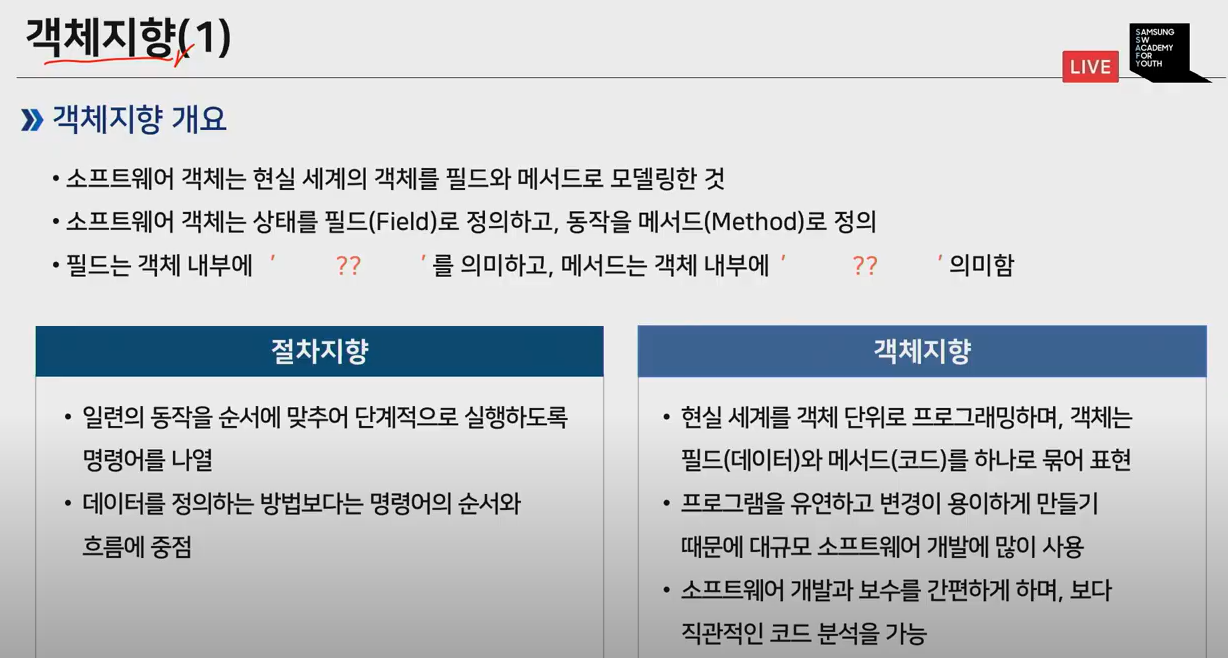 객체지향(1)
LIVE
SAMSUNG
SW
ACADEMY
FOR
YOUTH
객체지향 개요
• 소프트웨어 객체는 현실 세계의 객체를 필드와 메서드로 모델링한 것
• 소프트웨어 객체는 상태를 필드(Field)로 정의하고, 동작을 메서드(Method)로 정의
• 필드는 객체 내부에 ' ?? ' 를 의미하고, 메서드는 객체 내부에 ' ?? ' 의미함
절차지향
• 일련의 동작을 순서에 맞추어 단계적으로 실행하도록
명령어를 나열
• 데이터를 정의하는 방법보다는 명령어의 순서와
흐름에 중점
객체지향
• 현실 세계를 객체 단위로 프로그래밍하며, 객체는
필드(데이터)와 메서드(코드)를 하나로 묶어 표현
• 프로그램을 유연하고 변경이 용이하게 만들기
때문에 대규모 소프트웨어 개발에 많이 사용
• 소프트웨어 개발과 보수를 간편하게 하며, 보다
직관적인 코드 분석을 가능